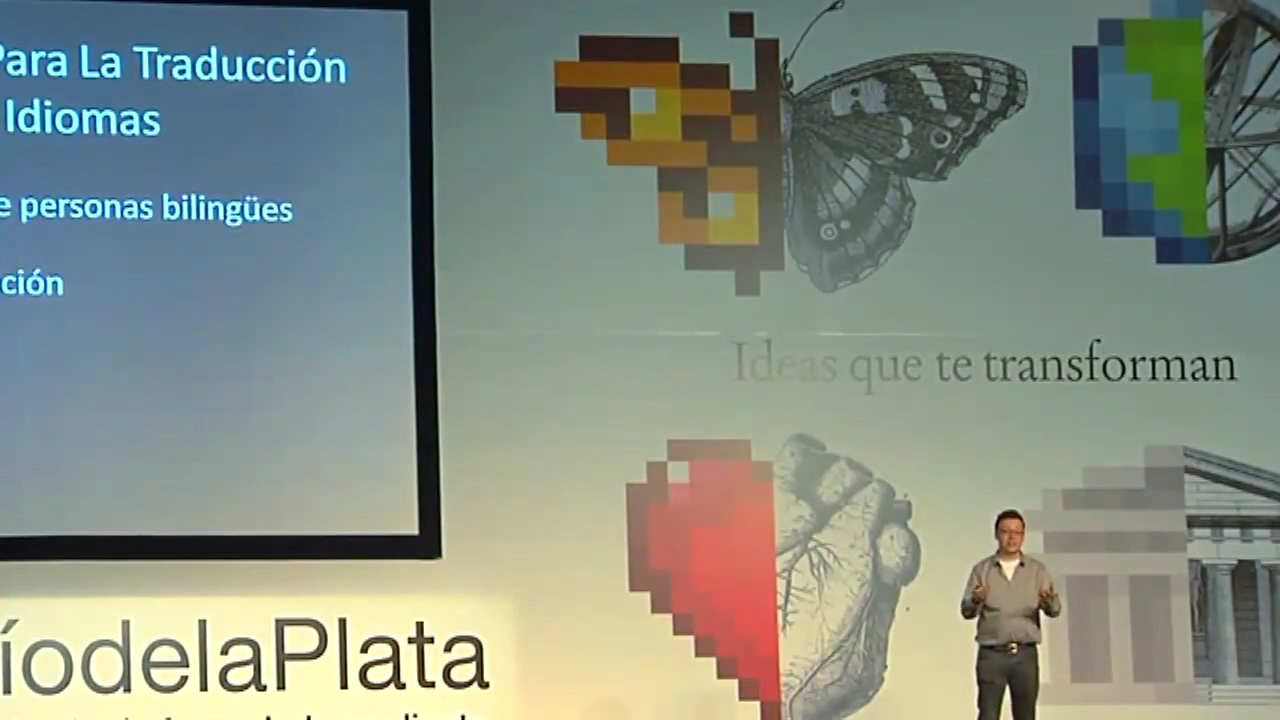 Para La Traducción
Idiomas
e personas bilingües
ción
Ideas que te transforman
íodelaPlata